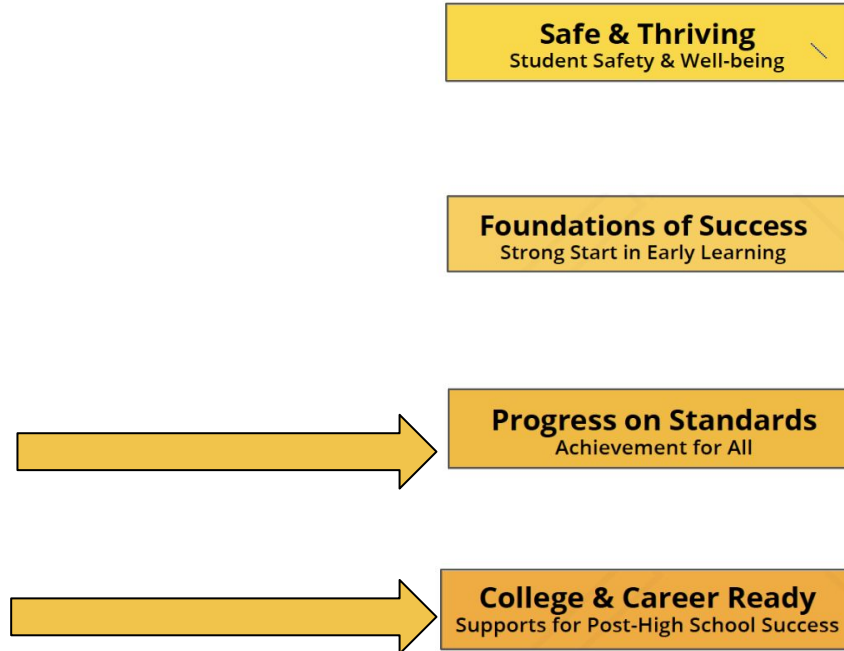 Safe & Thriving
Student Safety & Well-being
Foundations of Success
Strong Start in Early Learning
Progress on Standards
Achievement for All
College & Career Ready
Supports for Post-High School Success